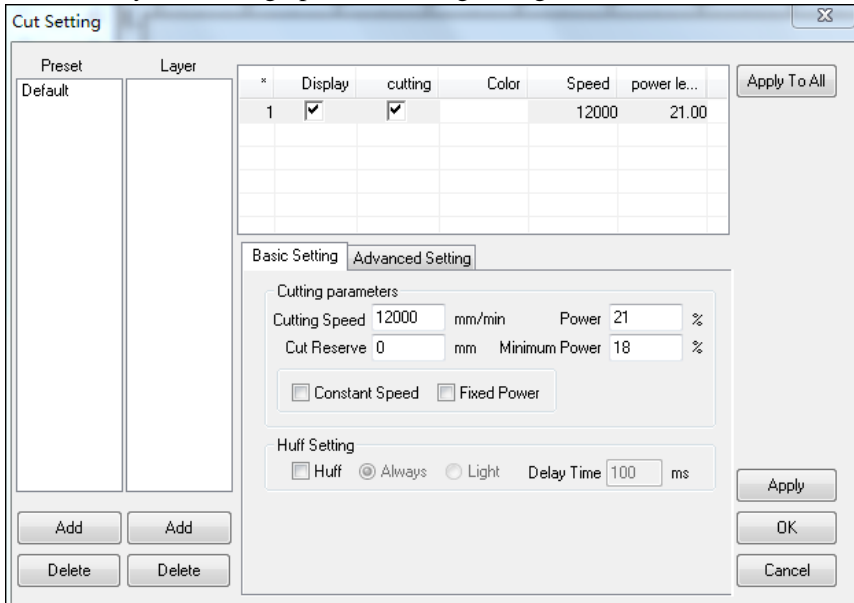 Cut Setting
Preset Layer
Default
* Display cutting Color Speed power le...
1 12000 21.00
Apply To All
Basic Setting Advanced Setting
Cutting parameters
Cutting Speed 12000 mm/min Power 21 %
Cut Reserve 0 mm Minimum Power 18 %
Constant Speed Fixed Power
Huff Setting
Huff Always Light Delay Time 100 ms
Apply
Add Add OK
Delete Delete Cancel